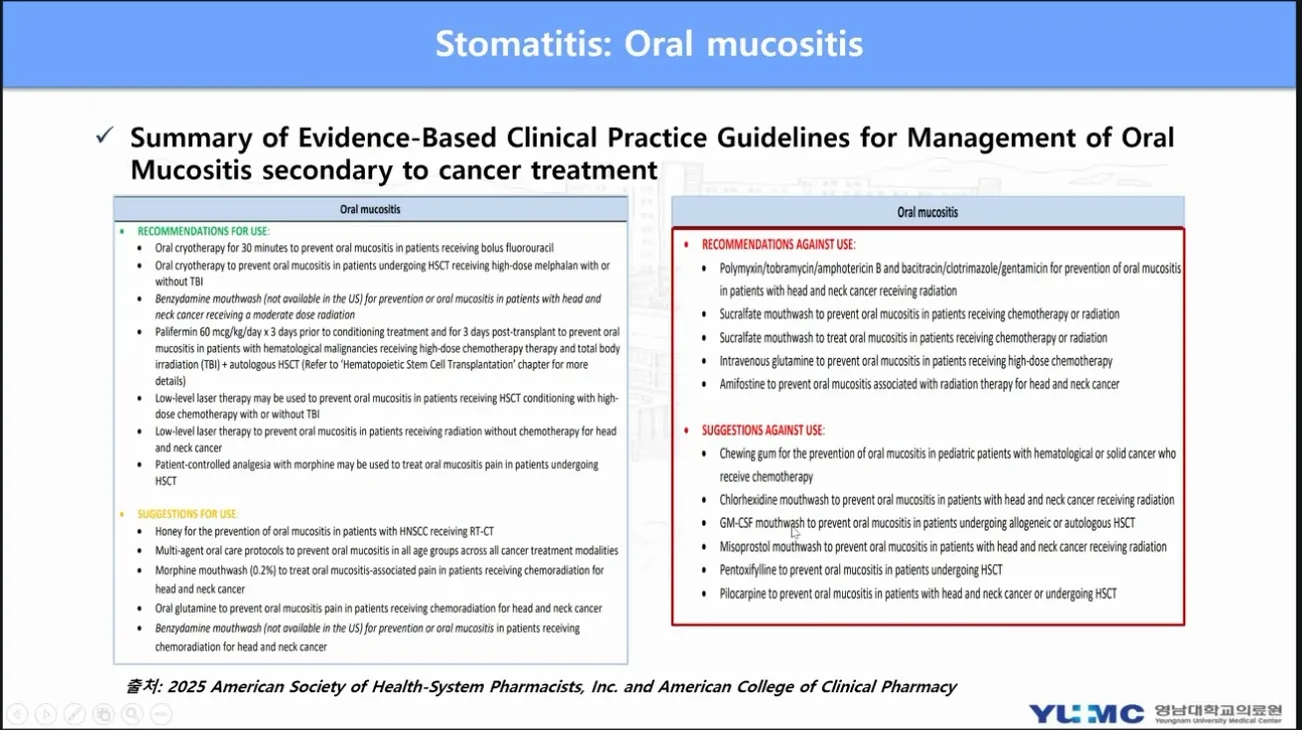 Stomatitis: Oral mucositis
✓ Summary of Evidence-Based Clinical Practice Guidelines for Management of Oral
Mucositis secondary to cancer treatment
Oral mucositis
• RECOMMENDATIONS FOR USE:
• Oral cryotherapy for 30 minutes to prevent oral mucositis in patients receiving bolus fluorouracil
• Oral cryotherapy to prevent oral mucositis in patients undergoing HSCT receiving high-dose melphalan with or
without TBI
• Benzydamine mouthwash (not available in the US) for prevention or oral mucositis in patients with head and
neck cancer receiving a moderate dose radiation
• Palifermin 60 mcg/kg/day x 3 days prior to conditioning treatment and for 3 days post-transplant to prevent oral
mucositis in patients with hematological malignancies receiving high-dose chemotherapy therapy and total body
irradiation (TBI) + autologous HSCT (Refer to 'Hematopoietic Stem Cell Transplantation' chapter for more
details)
• Low-level laser therapy may be used to prevent oral mucositis in patients receiving HSCT conditioning with high-
dose chemotherapy with or without TBI
• Low-level laser therapy to prevent oral mucositis in patients receiving radiation without chemotherapy for head
and neck cancer
• Patient-controlled analgesia with morphine may be used to treat oral mucositis pain in patients undergoing
HSCT
• SUGGESTIONS FOR USE:
• Honey for the prevention of oral mucositis in patients with HNSCC receiving RT-CT
• Multi-agent oral care protocols to prevent oral mucositis in all age groups across all cancer treatment modalities
• Morphine mouthwash (0.2%) to treat oral mucositis-associated pain in patients receiving chemoradiation for
head and neck cancer
• Oral glutamine to prevent oral mucositis pain in patients receiving chemoradiation for head and neck cancer
• Benzydamine mouthwash (not available in the US) for prevention or oral mucositis in patients receiving
chemoradiation for head and neck cancer
Oral mucositis
• RECOMMENDATIONS AGAINST USE:
• Polymyxin/tobramycin/amphotericin B and bacitracin/clotrimazole/gentamicin for prevention of oral mucositis
in patients with head and neck cancer receiving radiation
• Sucralfate mouthwash to prevent oral mucositis in patients receiving chemotherapy or radiation
• Sucralfate mouthwash to treat oral mucositis in patients receiving chemotherapy or radiation
• Intravenous glutamine to prevent oral mucositis in patients receiving high-dose chemotherapy
• Amifostine to prevent oral mucositis associated with radiation therapy for head and neck cancer
• SUGGESTIONS AGAINST USE:
• Chewing gum for the prevention of oral mucositis in pediatric patients with hematological or solid cancer who
receive chemotherapy
• Chlorhexidine mouthwash to prevent oral mucositis in patients with head and neck cancer receiving radiation
• GM-CSF mouthwash to prevent oral mucositis in patients undergoing allogeneic or autologous HSCT
• Misoprostol mouthwash to prevent oral mucositis in patients with head and neck cancer receiving radiation
• Pentoxifylline to prevent oral mucositis in patients undergoing HSCT
• Pilocarpine to prevent oral mucositis in patients with head and neck cancer or undergoing HSCT
출처: 2025 American Society of Health-System Pharmacists, Inc. and American College of Clinical Pharmacy
YUMC 영남대학교의료원
Yeungnam University Medical Center